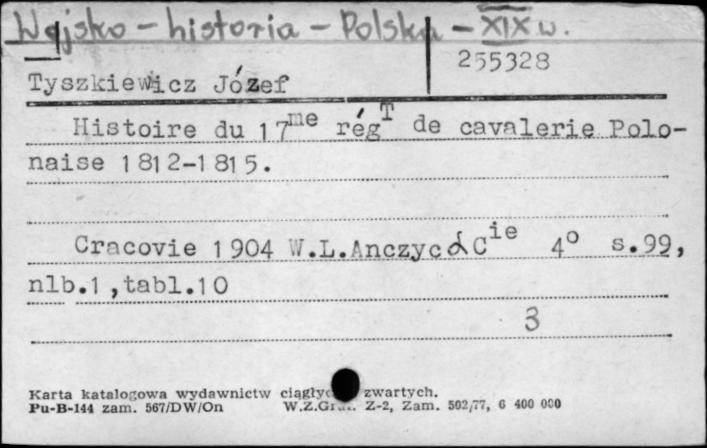 Wojsko - historia - Polska - XIX w.
255328
Tyszkiewicz Józef
Histoire du 17me régT de cavalerie Polo-
naise 1812-1815.
Cracovie 1904 W.L.Anczyc & Cie 4° s.99,
nlb.1,tabl.10
3
Karta katalogowa wydawnictw zwartych.
Pu-B-144 zam. 567/DW/On W.Z.Graf. Z-2, Zam. 502/77, 6 400 000